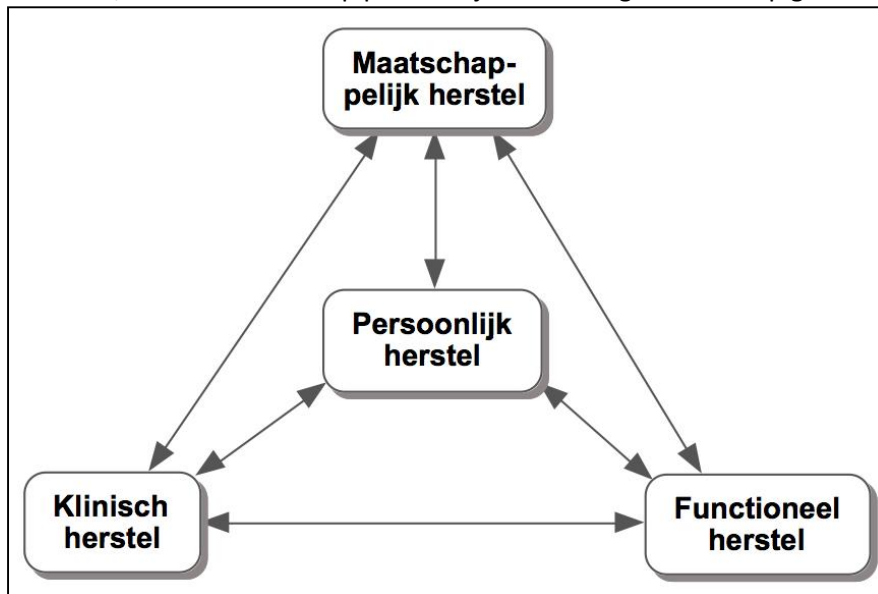 Maatschap-
pelijk herstel
Persoonlijk
herstel
Klinisch
herstel
Functioneel
herstel